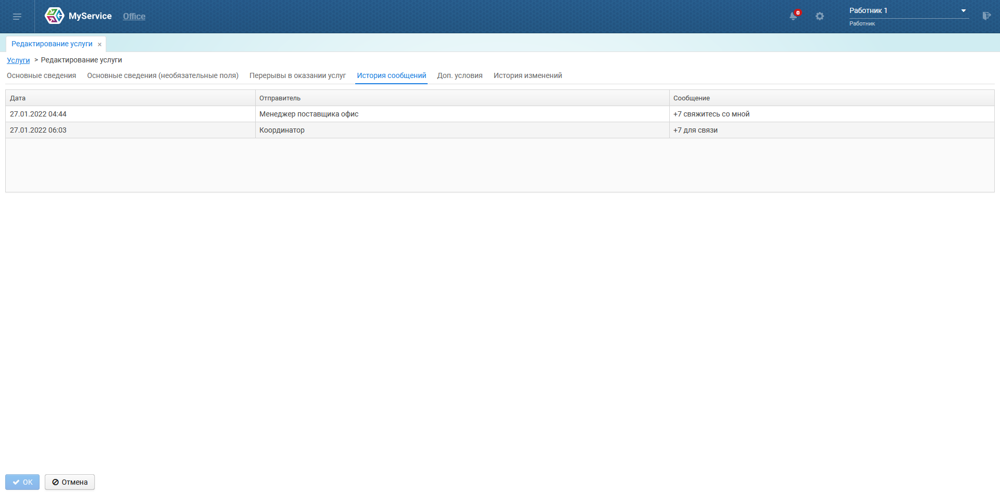 MyService Office 0 Работник 1
Работник
Редактирование услуги ×
Услуги > Редактирование услуги
Основные сведения Основные сведения (необязательные поля) Перерывы в оказании услуг История сообщений Доп. условия История изменений
Дата Отправитель Сообщение
27.01.2022 04:44 Менеджер поставщика офис +7 свяжитесь со мной
27.01.2022 06:03 Координатор +7 для связи
OK Отмена